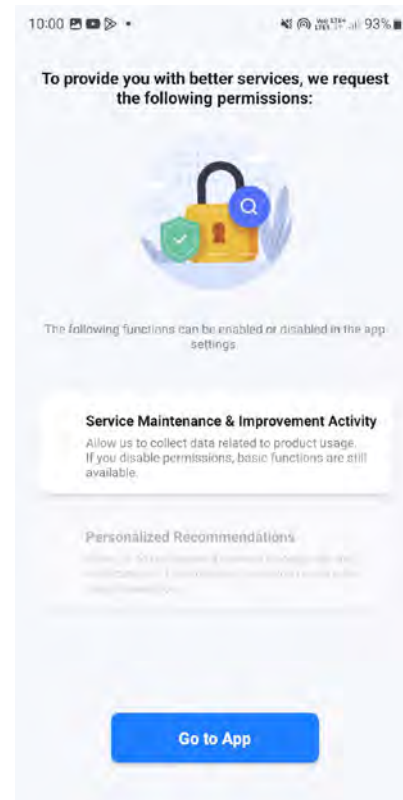 10:00
93%
To provide you with better services, we request
the following permissions:
The following functions can be enabled or disabled in the app
settings
Service Maintenance & Improvement Activity
Allow us to collect data related to product usage.
If you disable permissions, basic functions are still
available.
Personalized Recommendations
Go to App